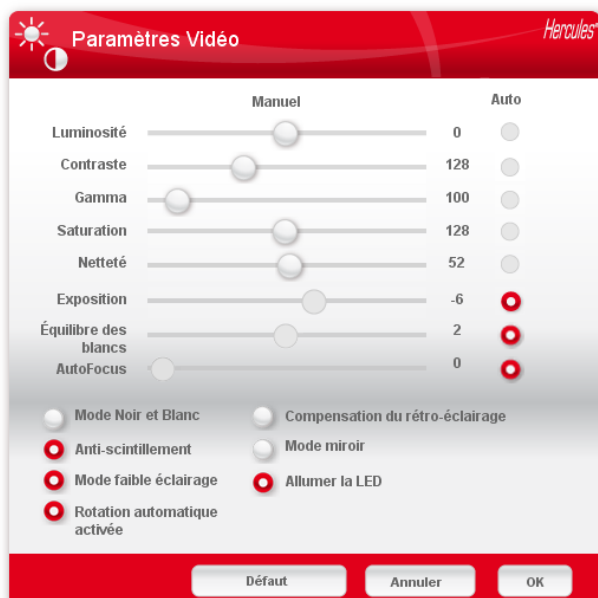 Paramètres Vidéo
Hercules
Manuel Auto
Luminosité 0
Contraste 128
Gamma 100
Saturation 128
Netteté 52
Exposition -6
Équilibre des
blancs 2
AutoFocus 0
Mode Noir et Blanc Compensation du rétro-éclairage
Anti-scintillement Mode miroir
Mode faible éclairage Allumer la LED
Rotation automatique
activée
Défaut Annuler OK